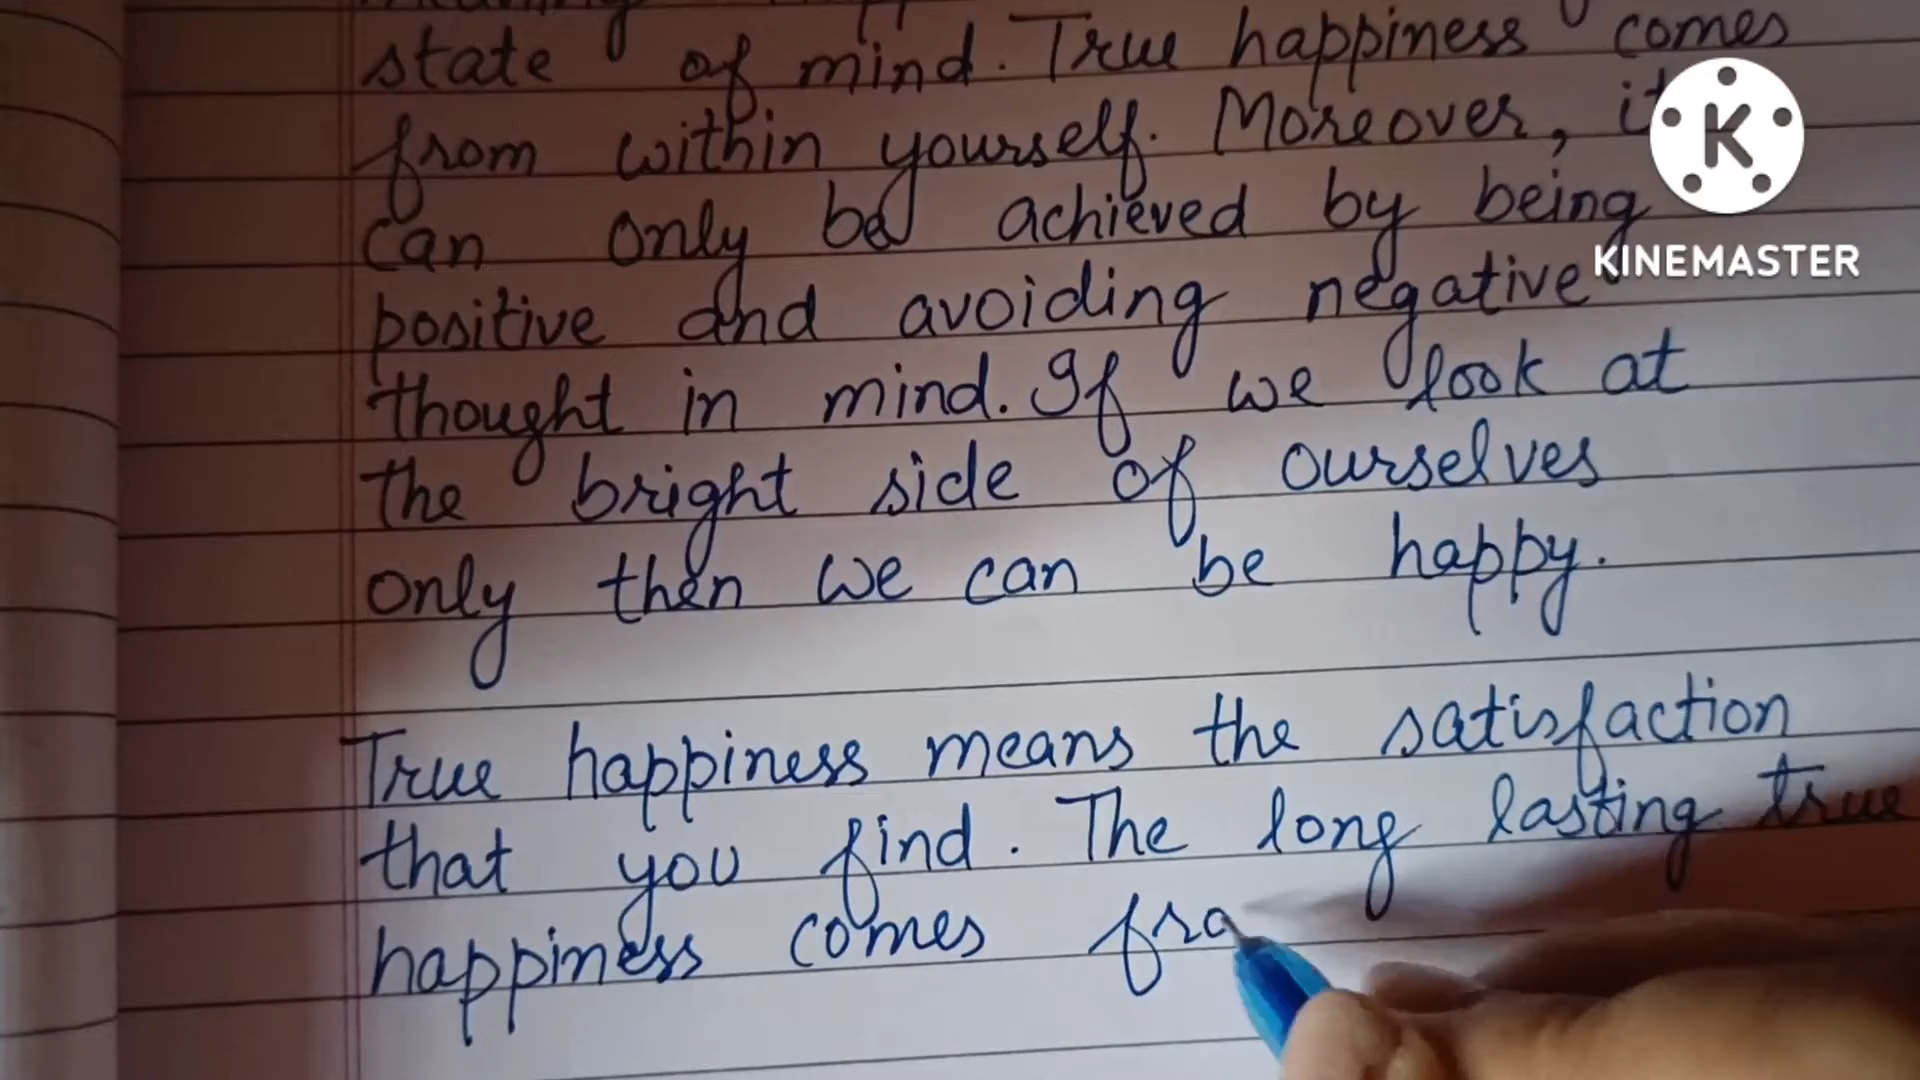 state of mind. True happiness comes
from within yourself. Moreover, it
can only be achieved by being
positive and avoiding negative
thought in mind. If we look at
the bright side of ourselves
only then we can be happy.
True happiness means the satisfaction
that you find. The long lasting true
happiness comes fro
K
KINEMASTER